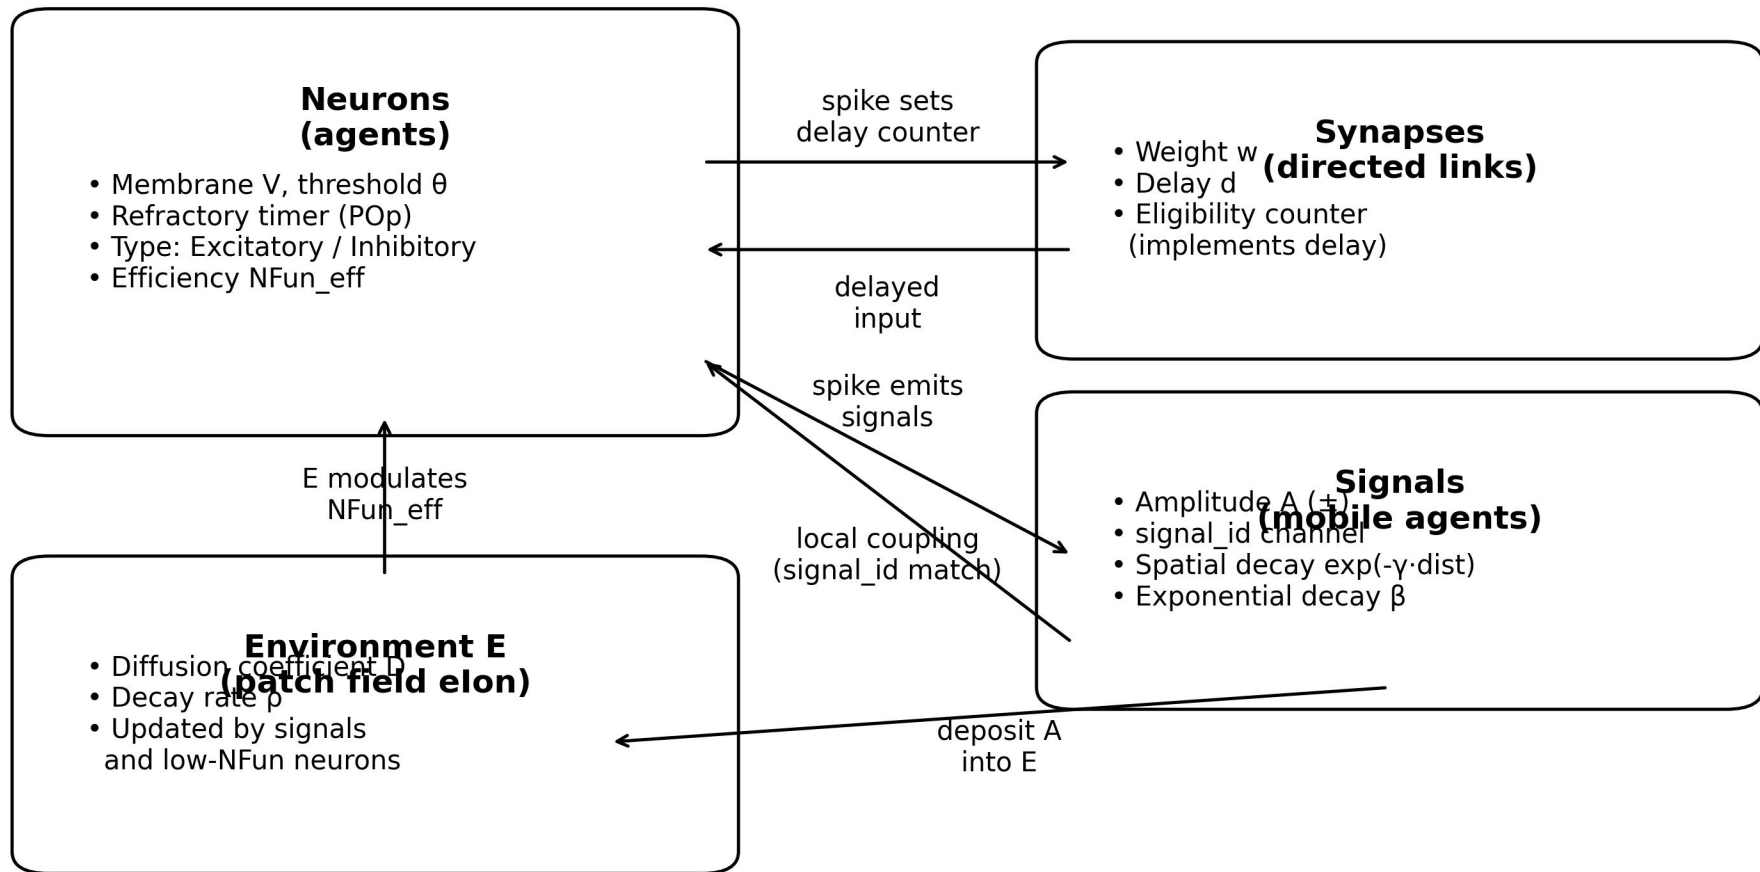 Neurons
(agents)
• Membrane V, threshold θ
• Refractory timer (POp)
• Type: Excitatory / Inhibitory
• Efficiency NFun_eff
spike sets
delay counter
delayed
input
Synapses
(directed links)
• Weight w
• Delay d
• Eligibility counter
(implements delay)
spike emits
signals
local coupling
(signal_id match)
Signals
(mobile agents)
• Amplitude A (±)
• signal_id channel
• Spatial decay exp(-γ·dist)
• Exponential decay β
E modulates
NFun_eff
Environment E
(patch field eIon)
• Diffusion coefficient D
• Decay rate ρ
• Updated by signals
and low-NFun neurons
deposit A
into E